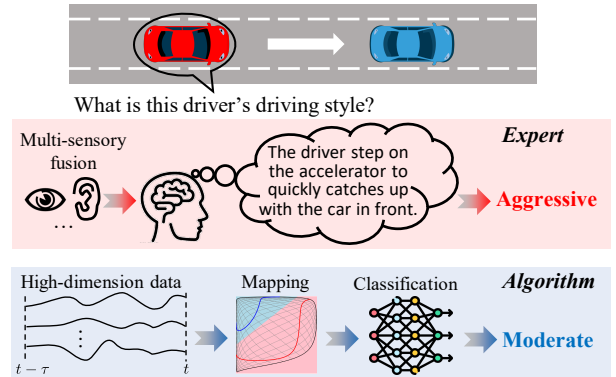 What is this driver's driving style?
Multi-sensory
fusion
...
The driver step on
the accelerator to
quickly catches up
with the car in front.
Expert
Aggressive
High-dimension data
Mapping
Classification
Algorithm
t − τ
t
Moderate